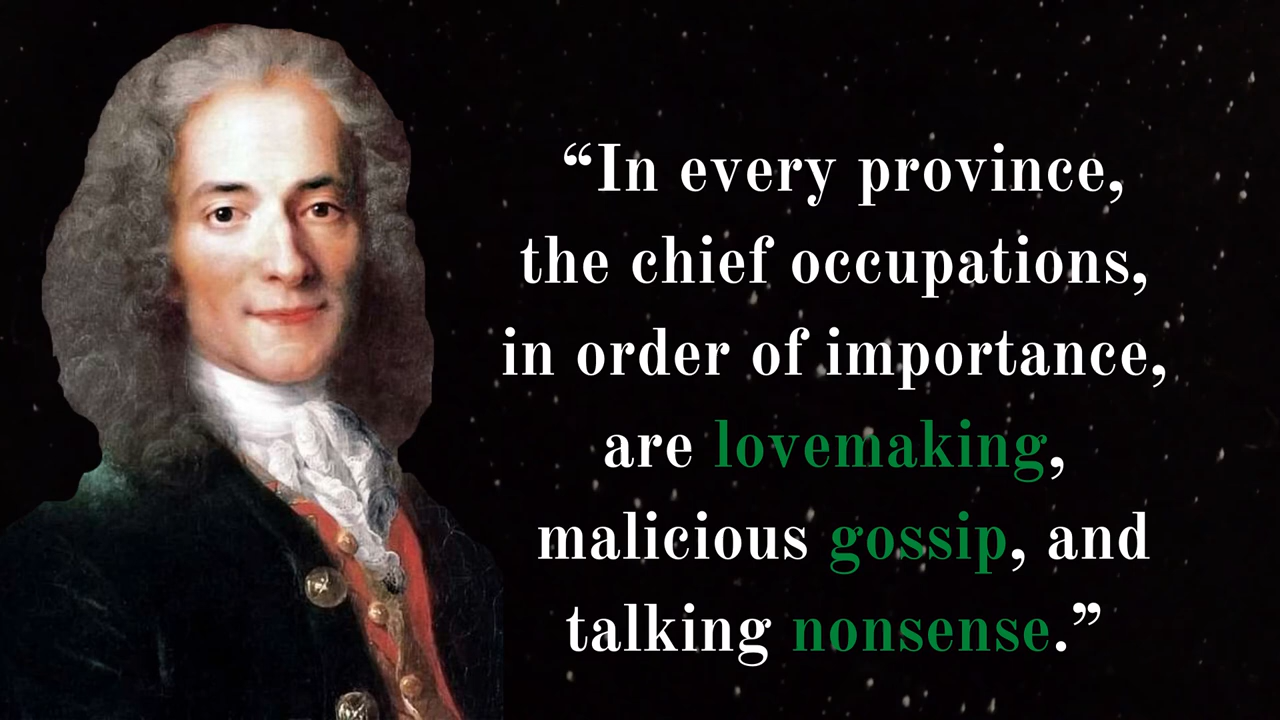 “In every province,
the chief occupations,
in order of importance,
are lovemaking,
malicious gossip, and
talking nonsense.”